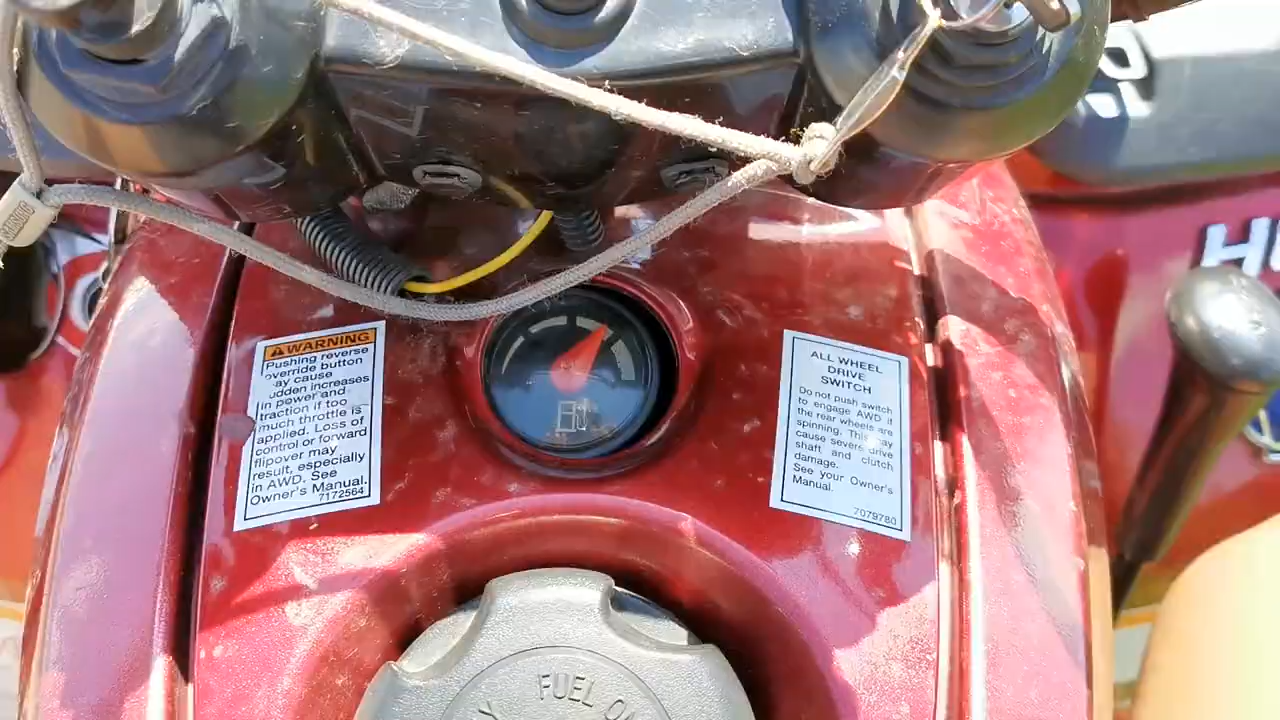 WARNING
Pushing reverse
override button
ay cause
udden increases
in power and
traction if too
much throttle is
applied. Loss of
control or forward
flipover may
result, especially
in AWD. See
Owner's Manual.
7172564
ALL WHEEL
DRIVE
SWITCH
Do not push switch
to engage AWD if
the rear wheels are
spinning. This may
cause severe drive
shaft and clutch
damage.
See your Owner's
Manual.
7079780
FUEL ON